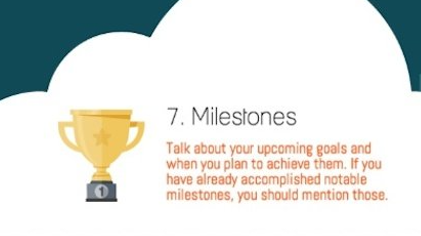 7. Milestones
Talk about your upcoming goals and
when you plan to achieve them. If you
have already accomplished notable
milestones, you should mention those.
1